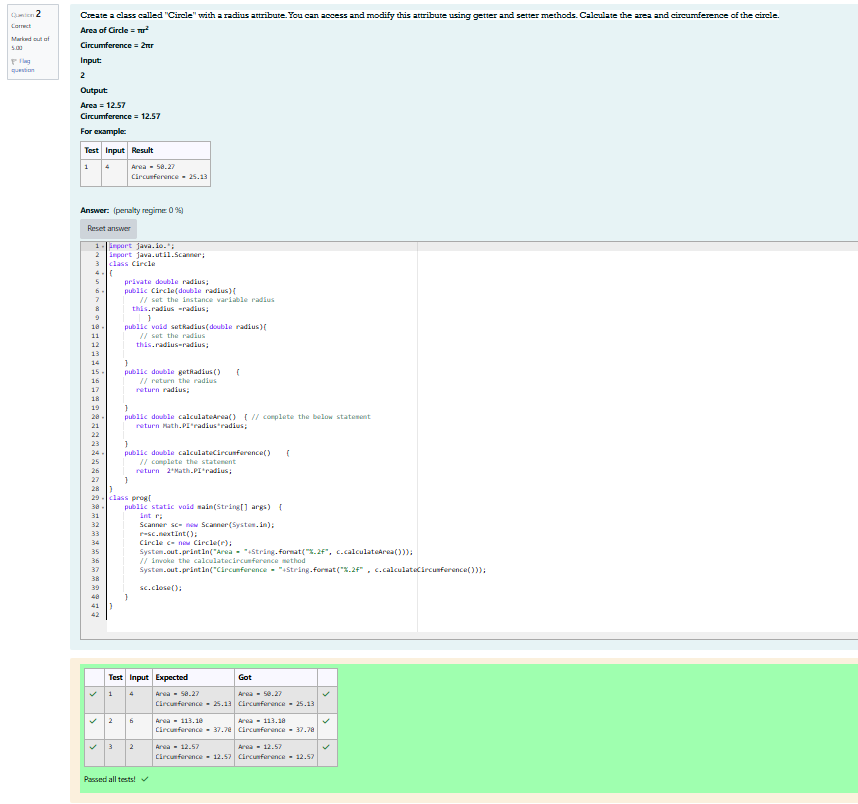 Question 2
Correct
Marked out of
5.00
Flag
question
Create a class called "Circle" with a radius attribute. You can access and modify this attribute using getter and setter methods. Calculate the area and circumference of the circle.
Area of Circle = πr²
Circumference = 2πr
Input:
2
Output:
Area = 12.57
Circumference = 12.57
For example:
Test Input Result
1 4 Area = 50.27
Circumference = 25.13
Answer: (penalty regime: 0 %)
Reset answer
1 import java.io.*;
2 import java.util.Scanner;
3 class Circle
4 {
5 private double radius;
6 public Circle(double radius){
7 // set the instance variable radius
8 this.radius =radius;
9 }
10 public void setRadius(double radius){
11 // set the radius
12 this.radius=radius;
13
14 }
15 public double getRadius() {
16 // return the radius
17 return radius;
18
19 }
20 public double calculateArea() { // complete the below statement
21 return Math.PI*radius*radius;
22
23 }
24 public double calculateCircumference() {
25 // complete the statement
26 return 2*Math.PI*radius;
27 }
28 }
29 class prog{
30 public static void main(String[] args) {
31 int r;
32 Scanner sc= new Scanner(System.in);
33 r=sc.nextInt();
34 Circle c= new Circle(r);
35 System.out.println("Area = "+String.format("%.2f", c.calculateArea()));
36 // invoke the calculatecircumference method
37 System.out.println("Circumference = "+String.format("%.2f" , c.calculateCircumference()));
38
39 sc.close();
40 }
41 }
42
Test Input Expected Got
1 4 Area = 50.27 Area = 50.27
Circumference = 25.13 Circumference = 25.13
2 6 Area = 113.10 Area = 113.10
Circumference = 37.70 Circumference = 37.70
3 2 Area = 12.57 Area = 12.57
Circumference = 12.57 Circumference = 12.57
Passed all tests!